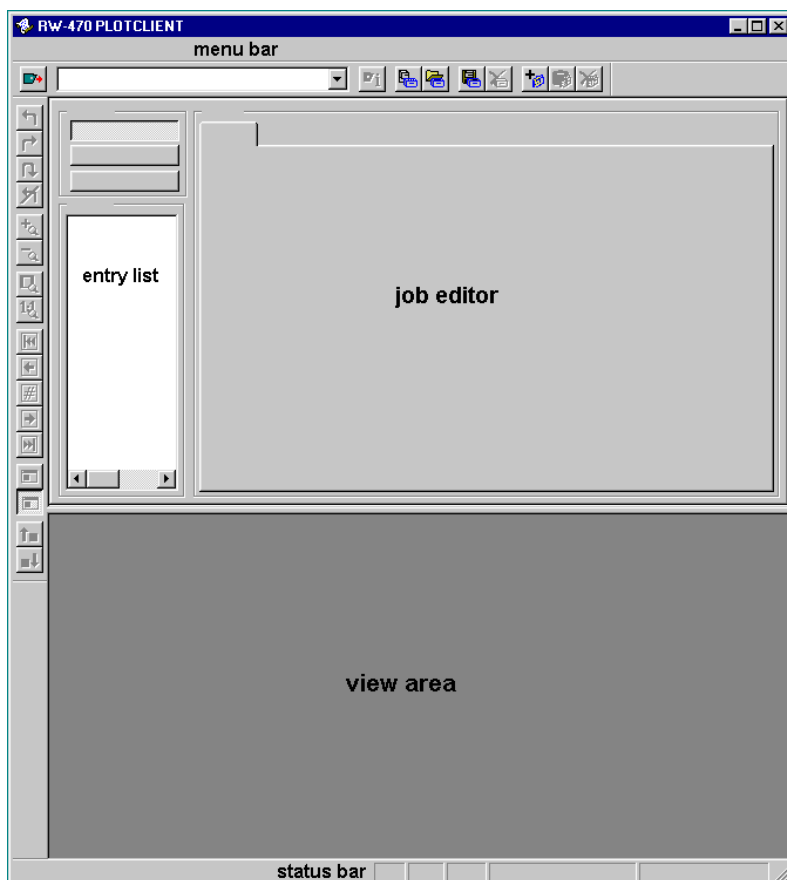 RW-470 PLOTCLIENT
menu bar
entry list
job editor
view area
status bar